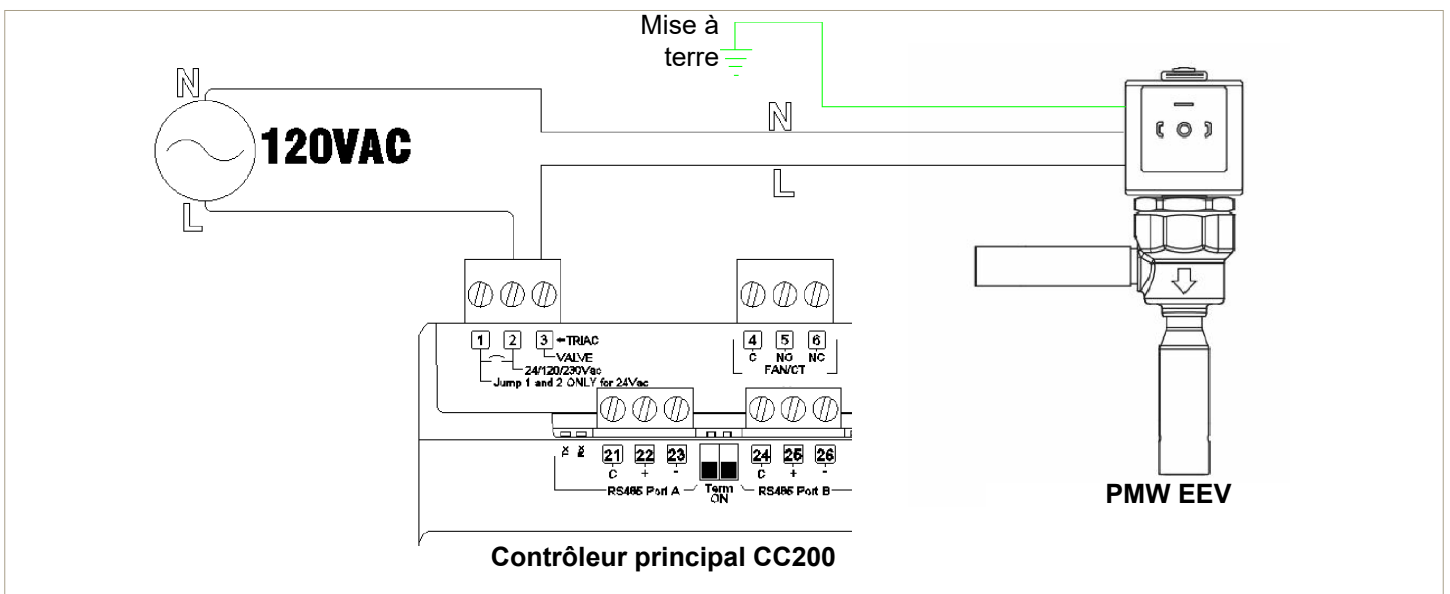 Mise à
terre
N
N
120VAC
L
L
1 2 3 TRIAC
VALVE
24/120/230Vac
Jump 1 and 2 ONLY for 24Vac
4 5 6
C NO NC
FAN/CT
21 22 23 24 25 26
C + - C + -
RS485 Port A Term RS485 Port B
ON
PMW EEV
Contrôleur principal CC200